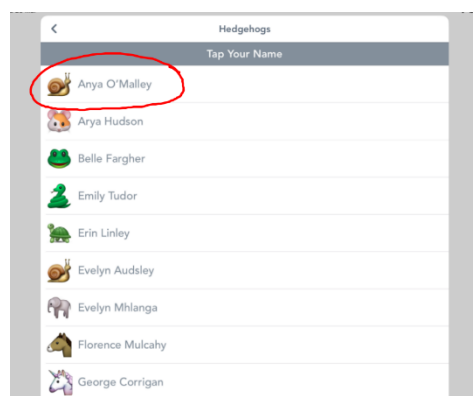 Hedgehogs
Tap Your Name
Anya O’Malley
Arya Hudson
Belle Fargher
Emily Tudor
Erin Linley
Evelyn Audsley
Evelyn Mhlanga
Florence Mulcahy
George Corrigan